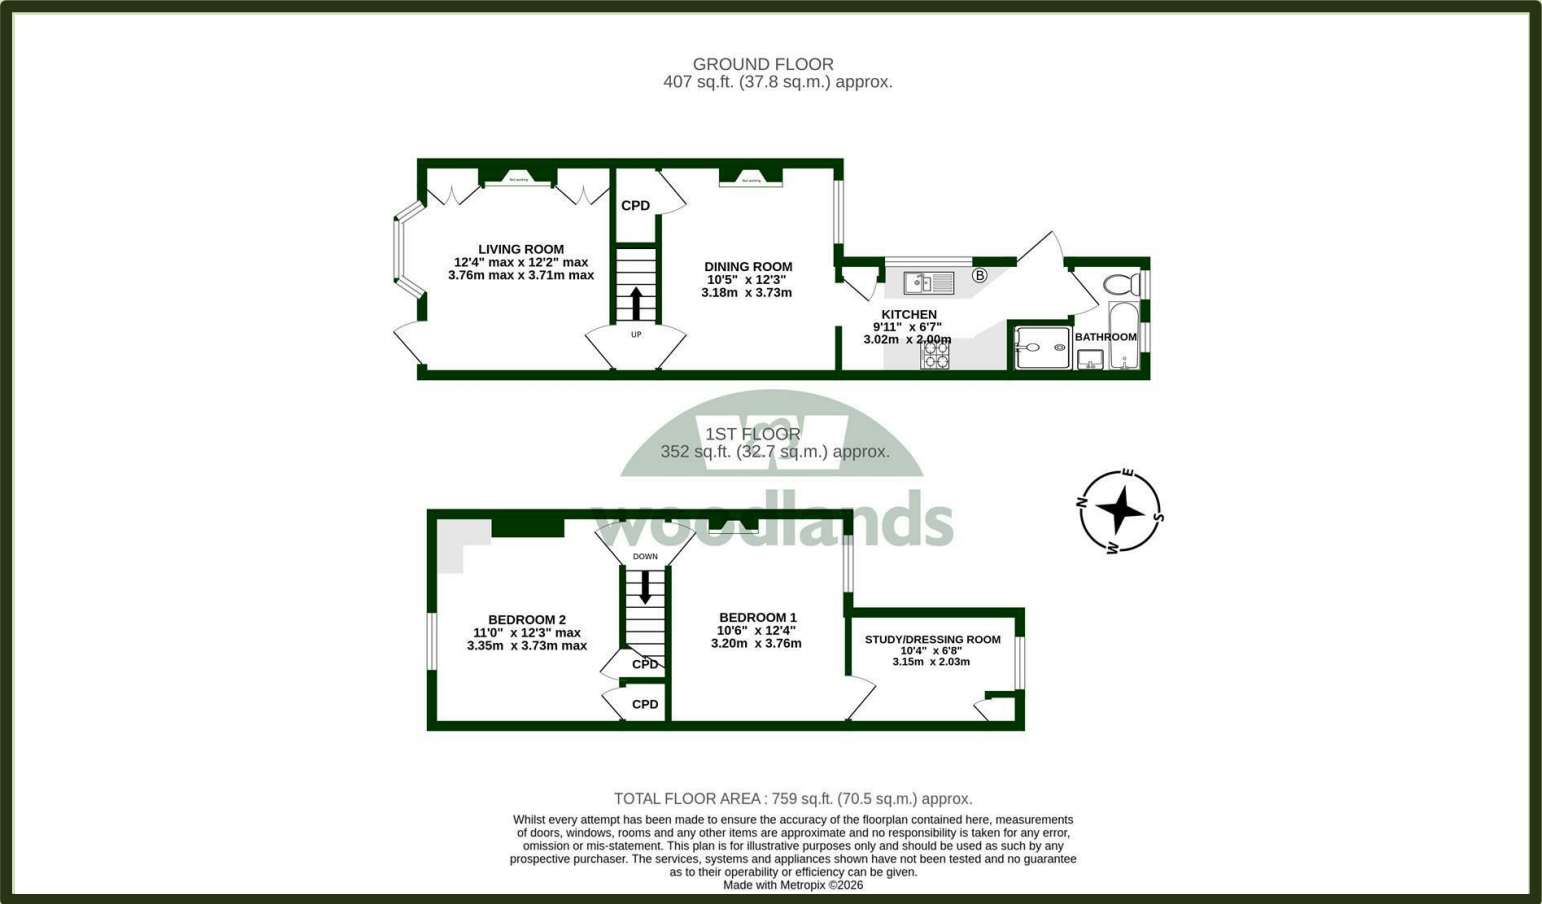 GROUND FLOOR
407 sq.ft. (37.8 sq.m.) approx.
Not working
Not working
CPD
LIVING ROOM
12'4" max x 12'2" max
3.76m max x 3.71m max
DINING ROOM
10'5" x 12'3"
3.18m x 3.73m
B
KITCHEN
9'11" x 6'7"
3.02m x 2.00m
UP
BATHROOM
1ST FLOOR
352 sq.ft. (32.7 sq.m.) approx.
woodlands
N
E
S
W
DOWN
BEDROOM 2
11'0" x 12'3" max
3.35m x 3.73m max
BEDROOM 1
10'6" x 12'4"
3.20m x 3.76m
STUDY/DRESSING ROOM
10'4" x 6'8"
3.15m x 2.03m
CPD
CPD
TOTAL FLOOR AREA : 759 sq.ft. (70.5 sq.m.) approx.
Whilst every attempt has been made to ensure the accuracy of the floorplan contained here, measurements
of doors, windows, rooms and any other items are approximate and no responsibility is taken for any error,
omission or mis-statement. This plan is for illustrative purposes only and should be used as such by any
prospective purchaser. The services, systems and appliances shown have not been tested and no guarantee
as to their operability or efficiency can be given.
Made with Metropix ©2026